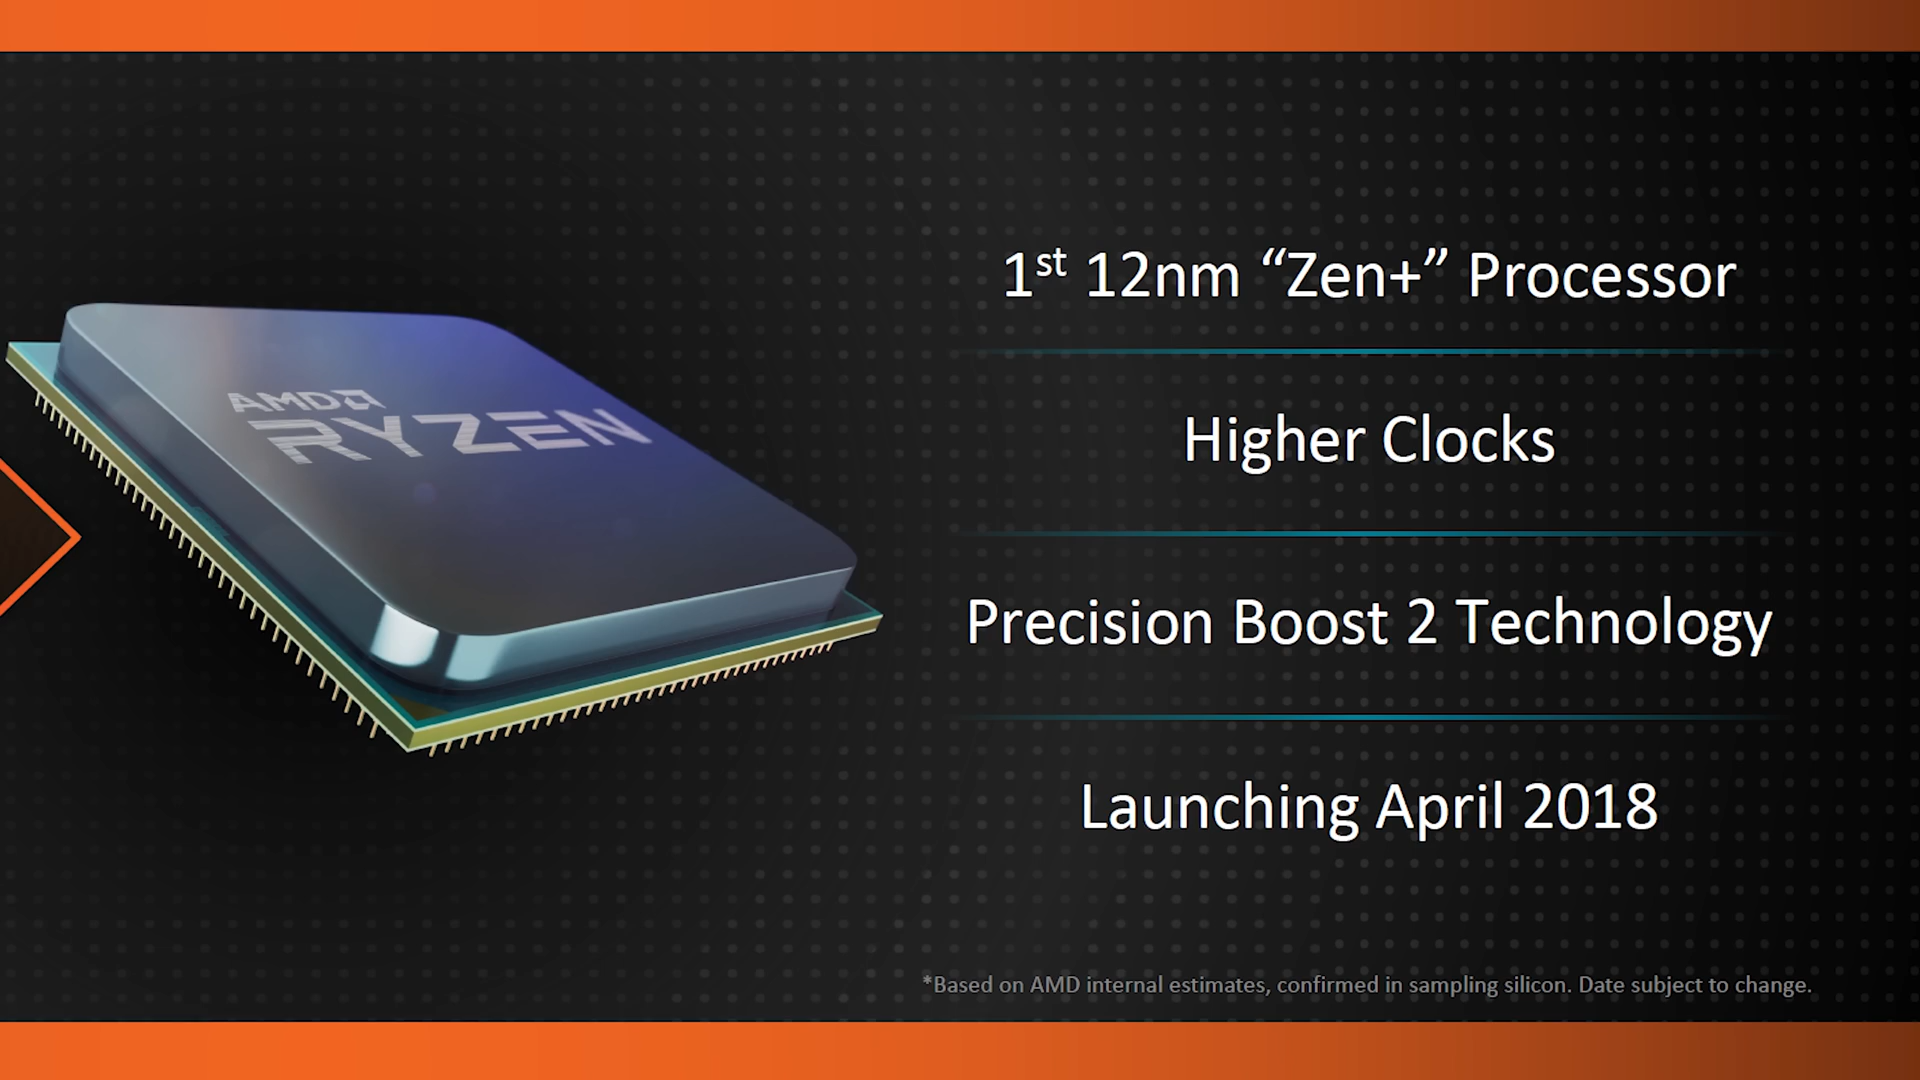 AMD
RYZEN
1st 12nm “Zen+” Processor
Higher Clocks
Precision Boost 2 Technology
Launching April 2018
*Based on AMD internal estimates, confirmed in sampling silicon. Date subject to change.